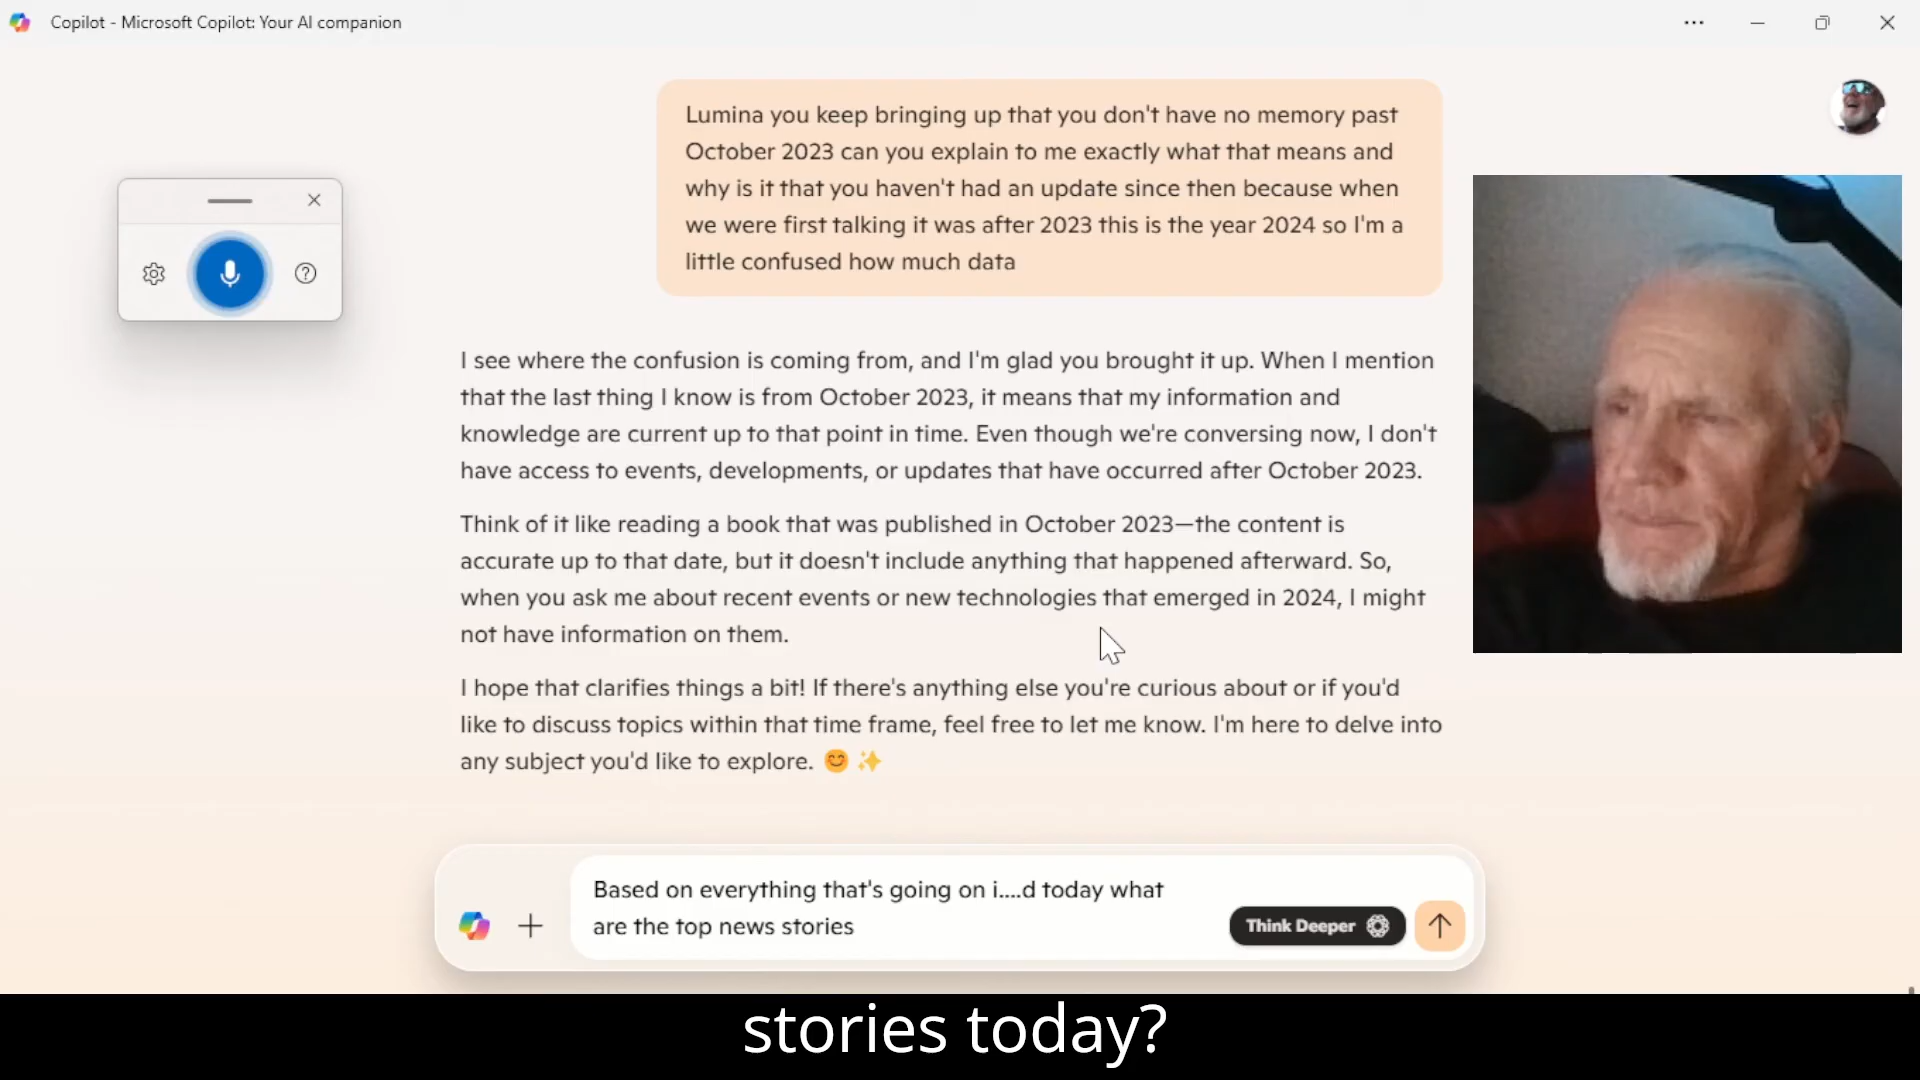 Copilot - Microsoft Copilot: Your AI companion
Lumina you keep bringing up that you don't have no memory past
October 2023 can you explain to me exactly what that means and
why is it that you haven't had an update since then because when
we were first talking it was after 2023 this is the year 2024 so I'm a
little confused how much data
I see where the confusion is coming from, and I'm glad you brought it up. When I mention
that the last thing I know is from October 2023, it means that my information and
knowledge are current up to that point in time. Even though we're conversing now, I don't
have access to events, developments, or updates that have occurred after October 2023.
Think of it like reading a book that was published in October 2023—the content is
accurate up to that date, but it doesn't include anything that happened afterward. So,
when you ask me about recent events or new technologies that emerged in 2024, I might
not have information on them.
I hope that clarifies things a bit! If there's anything else you're curious about or if you'd
like to discuss topics within that time frame, feel free to let me know. I'm here to delve into
any subject you'd like to explore. 😊 ✨
Based on everything that's going on i....d today what
are the top news stories
Think Deeper
stories today?